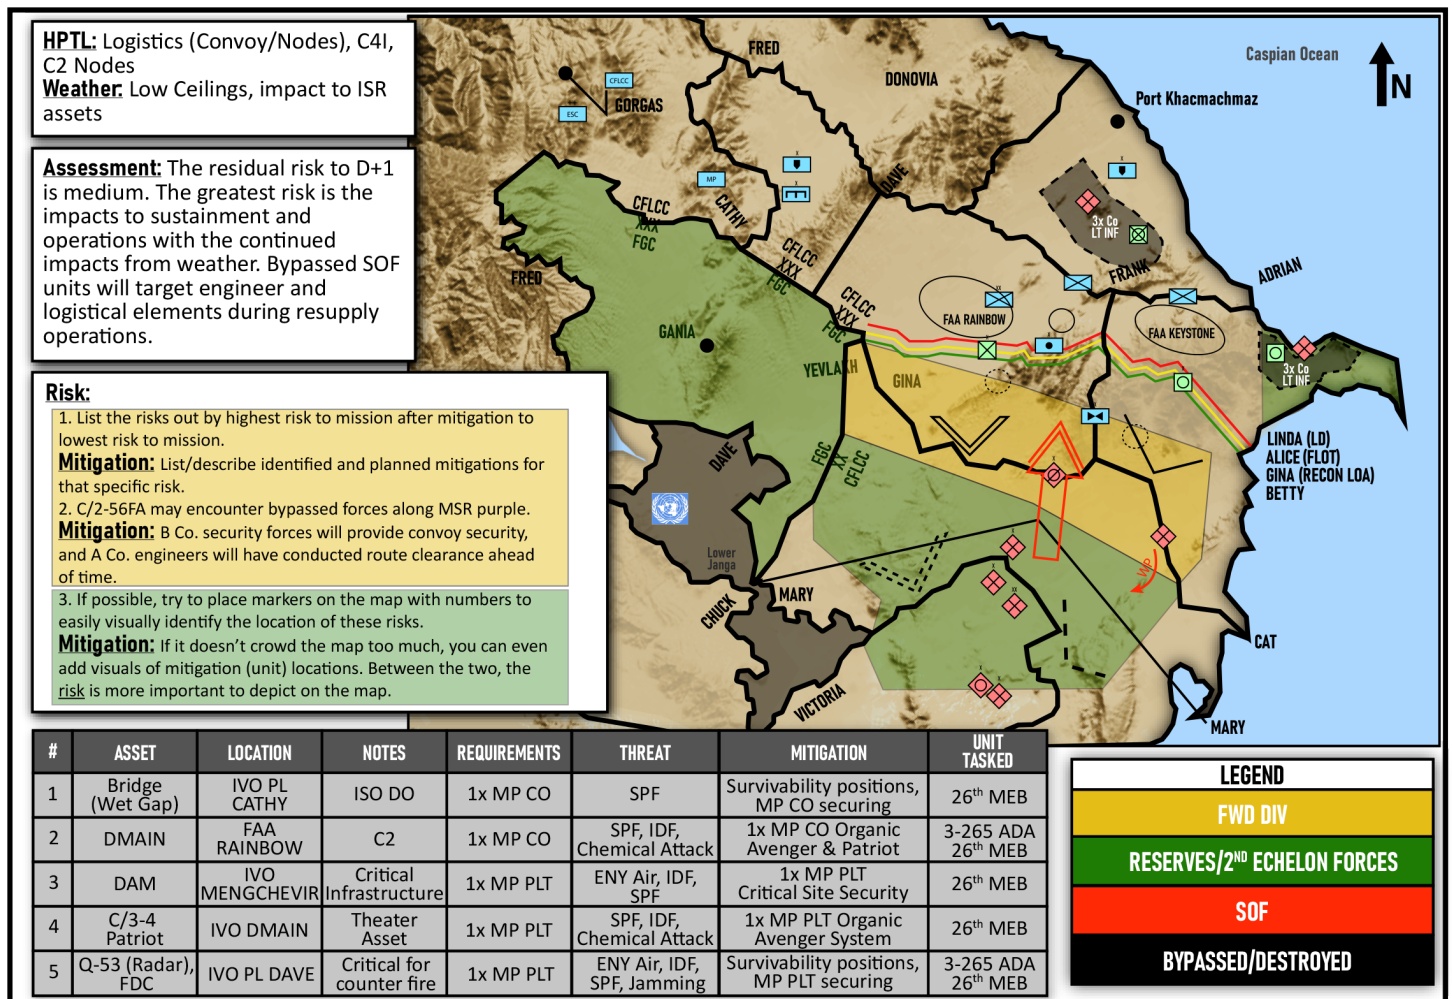 HPTL: Logistics (Convoy/Nodes), C4I,
C2 Nodes
Weather: Low Ceilings, impact to ISR
assets
Assessment: The residual risk to D+1
is medium. The greatest risk is the
impacts to sustainment and
operations with the continued
impacts from weather. Bypassed SOF
units will target engineer and
logistical elements during resupply
operations.
Risk:
1. List the risks out by highest risk to mission after mitigation to
lowest risk to mission.
Mitigation: List/describe identified and planned mitigations for
that specific risk.
2. C/2-56FA may encounter bypassed forces along MSR purple.
Mitigation: B Co. security forces will provide convoy security,
and A Co. engineers will have conducted route clearance ahead
of time.
3. If possible, try to place markers on the map with numbers to
easily visually identify the location of these risks.
Mitigation: If it doesn't crowd the map too much, you can even
add visuals of mitigation (unit) locations. Between the two, the
risk is more important to depict on the map.
FRED
DONOVIA
Caspian Ocean
N
CFLCC
GORGAS
ESC
Port Khacmachmaz
MP
X
X
X
DAVE
CATHY
CFLCC
XXX
FGC
3x Co
LT INF
FRED
CFLCC
XXX
FGC
FRANK
ADRIAN
CFLCC
XXX
FGC
XX
FAA RAINBOW
FAA KEYSTONE
GANIA
YEVLAKH
GINA
3x Co
LT INF
LINDA (LD)
ALICE (FLOT)
GINA (RECON LOA)
BETTY
DAVE
FGC
XX
CFLCC
X
Lower
Janga
MARY
CHUCK
WP
X
X
X
CAT
VICTORIA
X
X
MARY
# ASSET LOCATION NOTES REQUIREMENTS THREAT MITIGATION UNIT TASKED
1 Bridge (Wet Gap) IVO PL CATHY ISO DO 1x MP CO SPF Survivability positions, MP CO securing 26th MEB
2 DMAIN FAA RAINBOW C2 1x MP CO SPF, IDF, Chemical Attack 1x MP CO Organic Avenger & Patriot 3-265 ADA 26th MEB
3 DAM IVO MENGCHEVIR Critical Infrastructure 1x MP PLT ENY Air, IDF, SPF 1x MP PLT Critical Site Security 26th MEB
4 C/3-4 Patriot IVO DMAIN Theater Asset 1x MP PLT SPF, IDF, Chemical Attack 1x MP PLT Organic Avenger System 26th MEB
5 Q-53 (Radar), FDC IVO PL DAVE Critical for counter fire 1x MP PLT ENY Air, IDF, SPF, Jamming Survivability positions, MP PLT securing 3-265 ADA 26th MEB
LEGEND
FWD DIV
RESERVES/2ND ECHELON FORCES
SOF
BYPASSED/DESTROYED